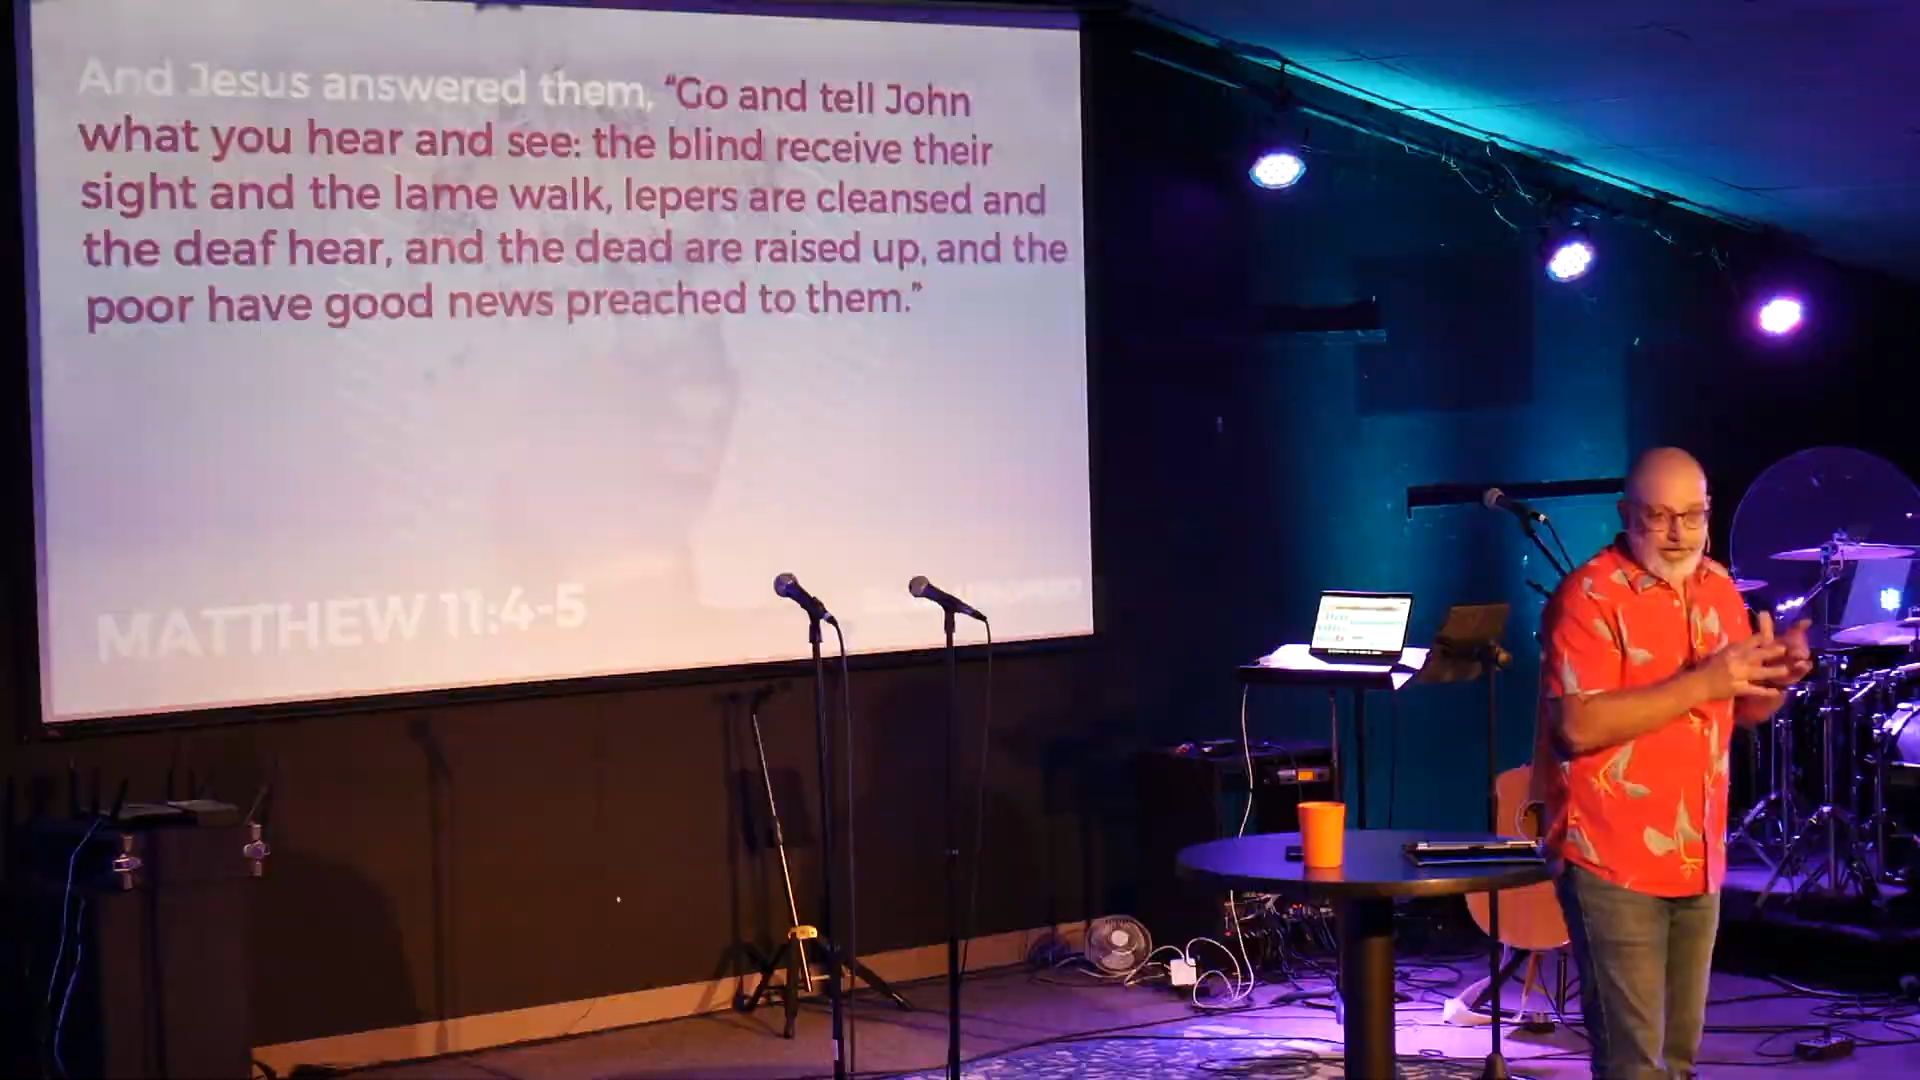 And Jesus answered them, “Go and tell John
what you hear and see: the blind receive their
sight and the lame walk, lepers are cleansed and
the deaf hear, and the dead are raised up, and the
poor have good news preached to them.”
MATTHEW 11:4-5